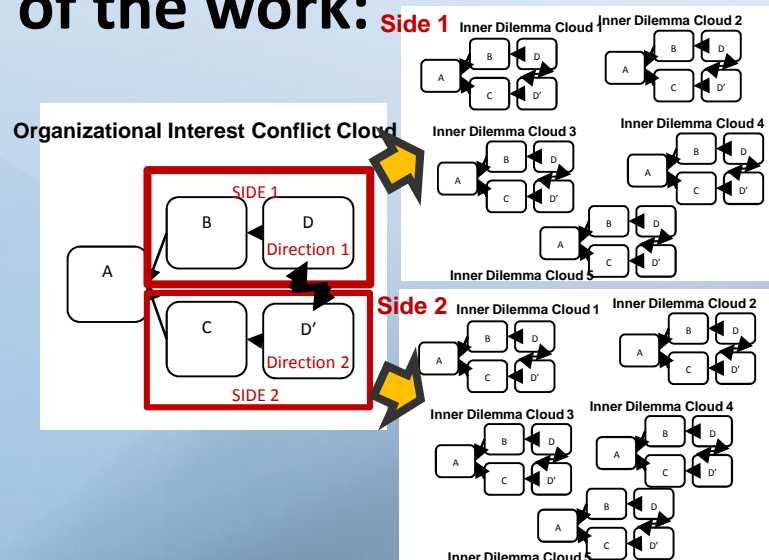 of the work:
Organizational Interest Conflict Cloud
SIDE 1
B
D
Direction 1
A
C
D'
Direction 2
SIDE 2
Side 1
Inner Dilemma Cloud 1
B
D
A
C
D'
Inner Dilemma Cloud 2
B
D
A
C
D'
Inner Dilemma Cloud 3
B
D
A
C
D'
Inner Dilemma Cloud 4
B
D
A
C
D'
B
D
A
C
D'
Inner Dilemma Cloud 5
Side 2
Inner Dilemma Cloud 1
B
D
A
C
D'
Inner Dilemma Cloud 2
B
D
A
C
D'
Inner Dilemma Cloud 3
B
D
A
C
D'
Inner Dilemma Cloud 4
B
D
A
C
D'
B
D
A
C
D'
Inner Dilemma Cloud 5